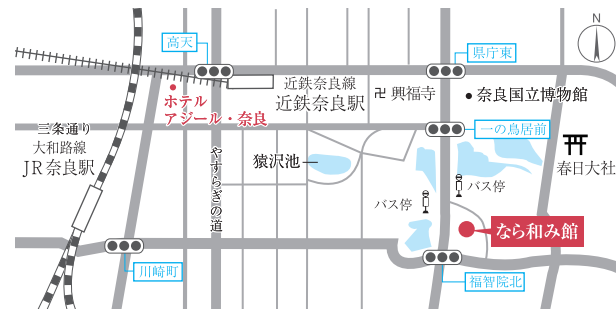 高天
県庁東
N
近鉄奈良線
近鉄奈良駅
卍 興福寺
奈良国立博物館
ホテル
アジール・奈良
三条通り
大和路線
JR奈良駅
一の鳥居前
猿沢池
やすらぎの道
春日大社
バス停
バス停
なら和み館
川崎町
福智院北